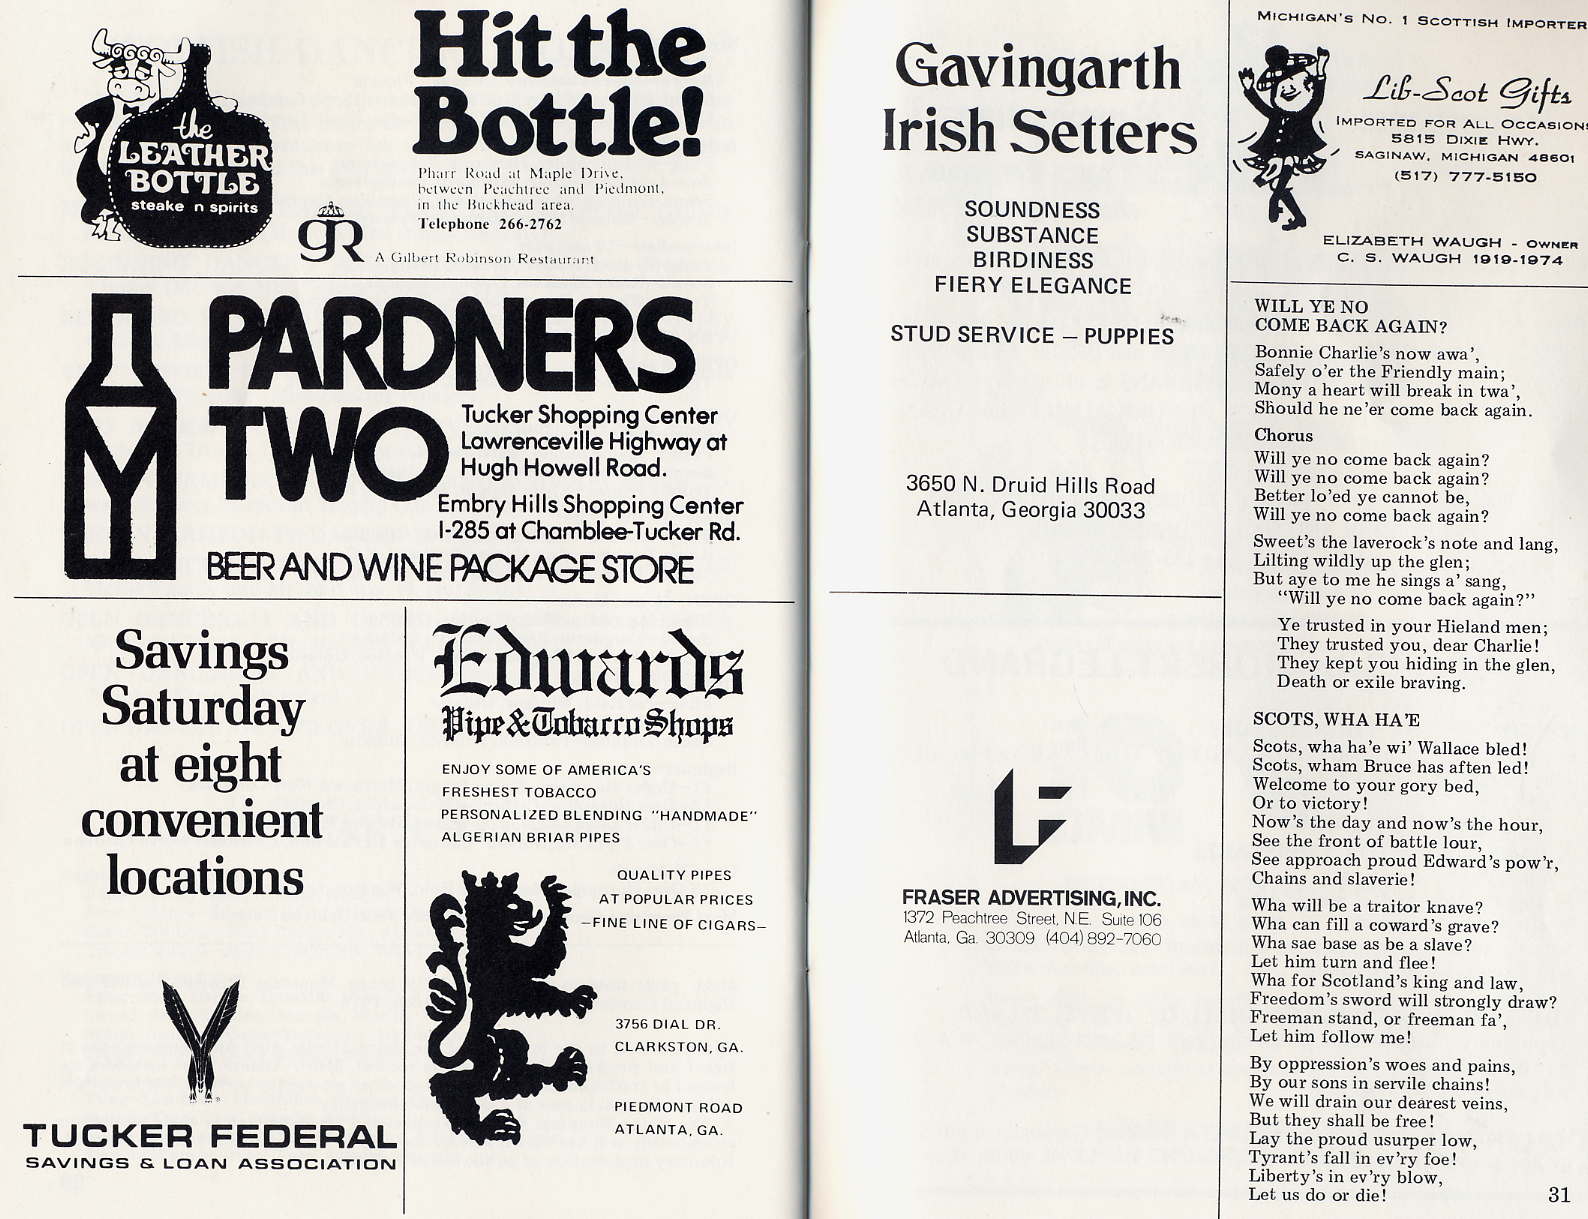 the
LEATHER
BOTTLE
steake n spirits
Hit the
Bottle!
Pharr Road at Maple Drive,
between Peachtree and Piedmont,
in the Buckhead area.
Telephone 266-2762
gR
A Gilbert Robinson Restaurant
PARDNERS
TWO
Tucker Shopping Center
Lawrenceville Highway at
Hugh Howell Road.
Embry Hills Shopping Center
I-285 at Chamblee-Tucker Rd.
BEER AND WINE PACKAGE STORE
Savings
Saturday
at eight
convenient
locations
TUCKER FEDERAL
SAVINGS & LOAN ASSOCIATION
Edwards
Pipe & Tobacco Shops
ENJOY SOME OF AMERICA'S
FRESHEST TOBACCO
PERSONALIZED BLENDING "HANDMADE"
ALGERIAN BRIAR PIPES
QUALITY PIPES
AT POPULAR PRICES
—FINE LINE OF CIGARS—
3756 DIAL DR.
CLARKSTON, GA.
PIEDMONT ROAD
ATLANTA, GA.
Gavingarth
Irish Setters
SOUNDNESS
SUBSTANCE
BIRDINESS
FIERY ELEGANCE
STUD SERVICE — PUPPIES
3650 N. Druid Hills Road
Atlanta, Georgia 30033
FRASER ADVERTISING, INC.
1372 Peachtree Street, N.E. Suite 106
Atlanta, Ga. 30309 (404) 892-7060
MICHIGAN'S NO. 1 SCOTTISH IMPORTER
Lib-Scot Gifts
IMPORTED FOR ALL OCCASIONS
5815 DIXIE HWY.
SAGINAW, MICHIGAN 48601
(517) 777-5150
ELIZABETH WAUGH - OWNER
C. S. WAUGH 1919-1974
WILL YE NO
COME BACK AGAIN?
Bonnie Charlie's now awa',
Safely o'er the Friendly main;
Mony a heart will break in twa',
Should he ne'er come back again.
Chorus
Will ye no come back again?
Will ye no come back again?
Better lo'ed ye cannot be,
Will ye no come back again?
Sweet's the laverock's note and lang,
Lilting wildly up the glen;
But aye to me he sings a' sang,
"Will ye no come back again?"
Ye trusted in your Hieland men;
They trusted you, dear Charlie!
They kept you hiding in the glen,
Death or exile braving.
SCOTS, WHA HA'E
Scots, wha ha'e wi' Wallace bled!
Scots, wham Bruce has aften led!
Welcome to your gory bed,
Or to victory!
Now's the day and now's the hour,
See the front of battle lour,
See approach proud Edward's pow'r,
Chains and slaverie!
Wha will be a traitor knave?
Wha can fill a coward's grave?
Wha sae base as be a slave?
Let him turn and flee!
Wha for Scotland's king and law,
Freedom's sword will strongly draw?
Freeman stand, or freeman fa',
Let him follow me!
By oppression's woes and pains,
By our sons in servile chains!
We will drain our dearest veins,
But they shall be free!
Lay the proud usurper low,
Tyrant's fall in ev'ry foe!
Liberty's in ev'ry blow,
Let us do or die!
31